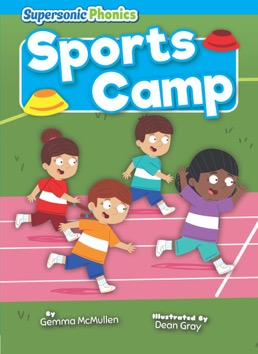 Supersonic Phonics
Sports
Camp
By
Gemma McMullen
Illustrated By
Dean Gray